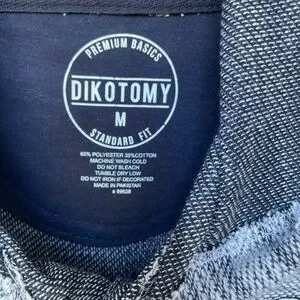 PREMIUM BASICS
DIKOTOMY
M
STANDARD FIT
65% POLYESTER 35%COTTON
MACHINE WASH COLD
DO NOT BLEACH
TUMBLE DRY LOW
DO NOT IRON IF DECORATED
MADE IN PAKISTAN